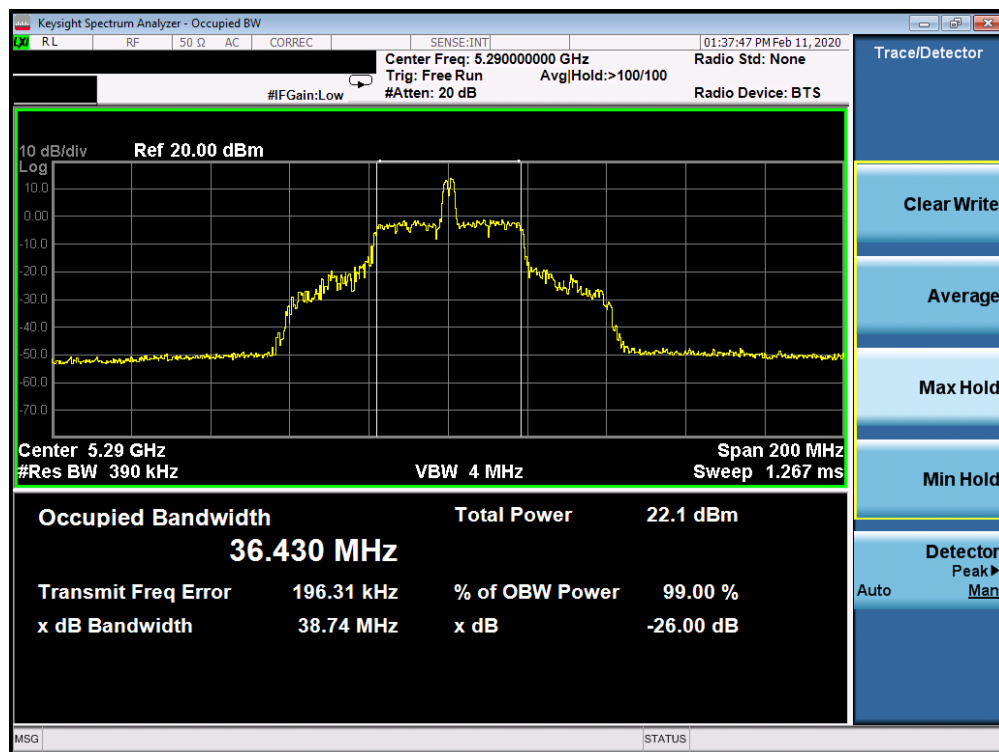 Keysight Spectrum Analyzer - Occupied BW
LXI RL RF 50 Ω AC CORREC SENSE:INT 01:37:47 PM Feb 11, 2020
Center Freq: 5.290000000 GHz Radio Std: None
Trig: Free Run Avg|Hold:>100/100
#IFGain:Low #Atten: 20 dB Radio Device: BTS
10 dB/div Ref 20.00 dBm
Log
10.0
0.00
-10.0
-20.0
-30.0
-40.0
-50.0
-60.0
-70.0
Center 5.29 GHz Span 200 MHz
#Res BW 390 kHz VBW 4 MHz Sweep 1.267 ms
Occupied Bandwidth Total Power 22.1 dBm
36.430 MHz
Transmit Freq Error 196.31 kHz % of OBW Power 99.00 %
x dB Bandwidth 38.74 MHz x dB -26.00 dB
MSG STATUS
Trace/Detector
Clear Write
Average
Max Hold
Min Hold
Detector
Peak▶
Auto Man